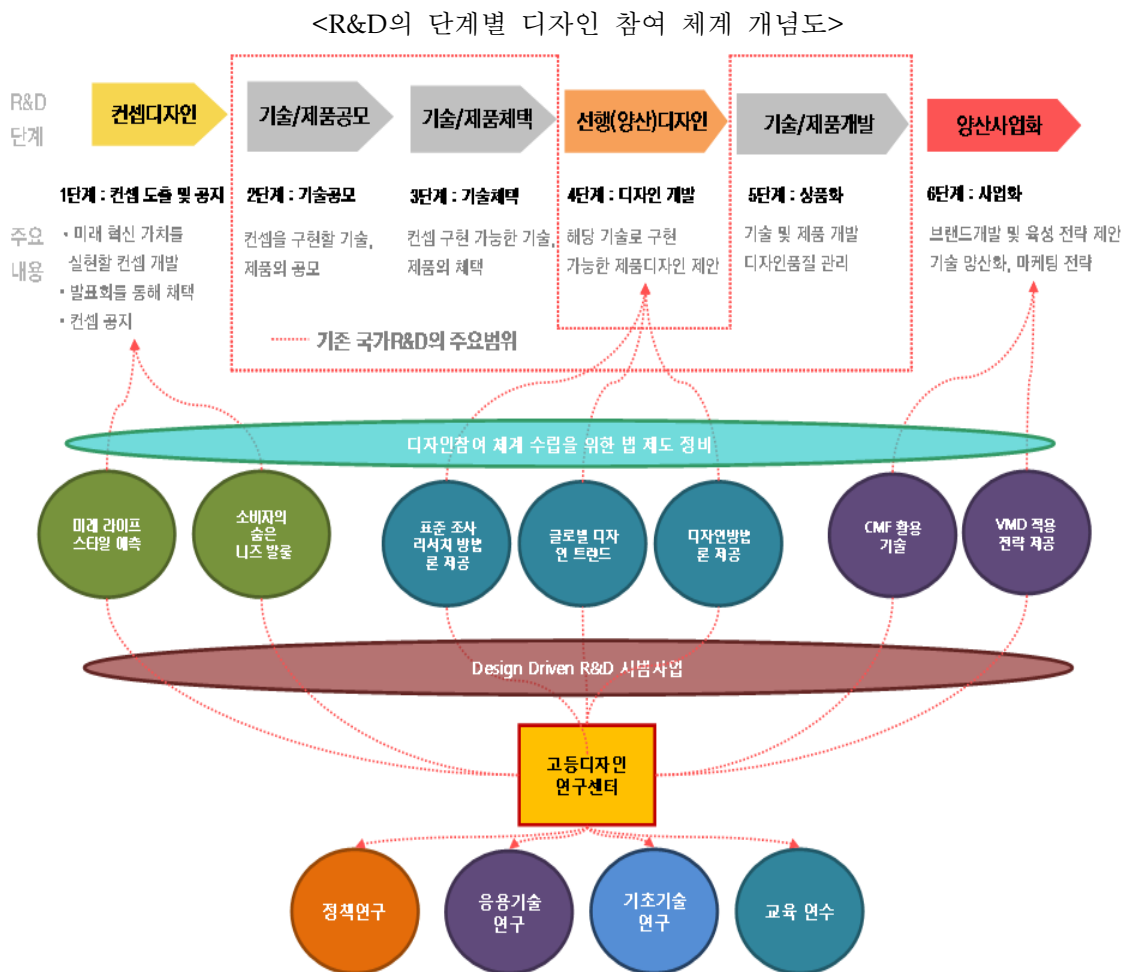 <R&D의 단계별 디자인 참여 체계 개념도>
R&D
단계
컨셉디자인
기술/제품공모
기술/제품체택
선행(양산)디자인
기술/제품개발
양산사업화
주요
내용
1단계 : 컨셉 도출 및 공지
• 미래 혁신 가치를
실현할 컨셉 개발
• 발표회를 통해 채택
• 컨셉 공지
2단계 : 기술공모
컨셉을 구현할 기술,
제품의 공모
3단계 : 기술체택
컨셉 구현 가능한 기술,
제품의 체택
4단계 : 디자인 개발
해당 기술로 구현
가능한 제품디자인 제안
5단계 : 상품화
기술 및 제품 개발
디자인품질 관리
6단계 : 사업화
브랜드개발 및 육성 전략 제안
기술 양산화, 마케팅 전략
기존 국가R&D의 주요범위
디자인참여 체계 수립을 위한 법 제도 정비
미래 라이프
스타일 예측
소비자의
숨은
니즈 발굴
표준 조사
리서치 방법
론 제공
글로벌 디자
인 트랜드
디자인방법
론 제공
CMF 활용
기술
VMD 적용
전략 제공
Design Driven R&D 시범사업
고등디자인
연구센터
정책연구
응용기술
연구
기초기술
연구
교육 연수